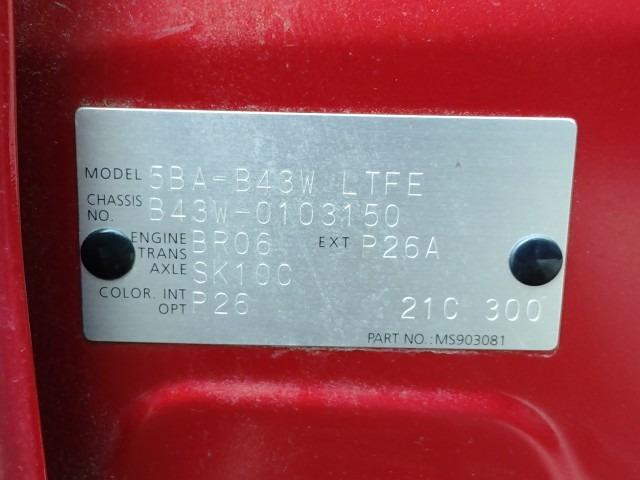 MODEL 5BA-B43W LTFE
CHASSIS NO. B43W-0103150
ENGINE BR06 EXT P26A
TRANS AXLE SK10C
COLOR. INT P26
OPT 21C 300
PART NO.:MS903081